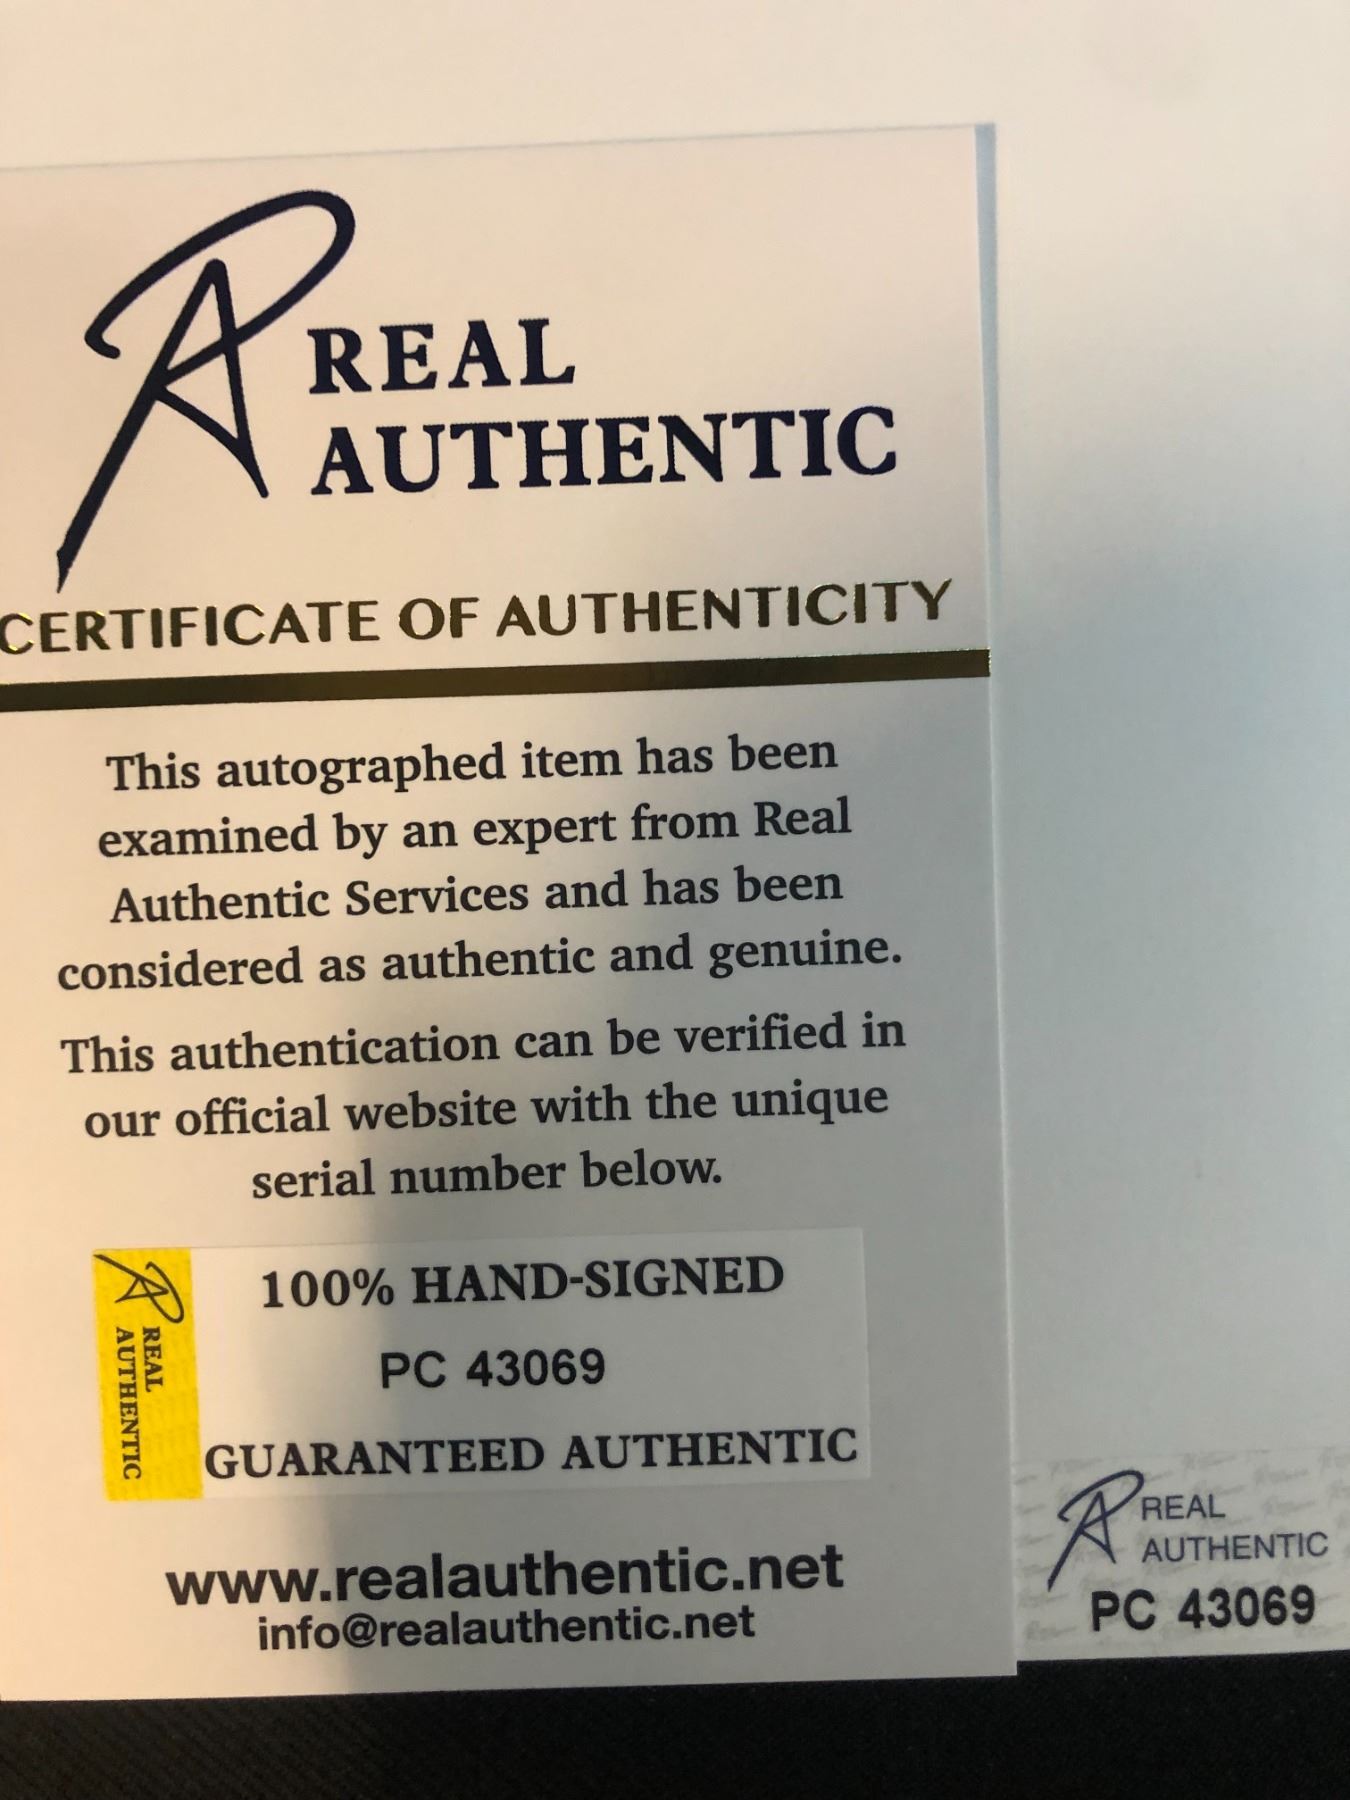 REAL
AUTHENTIC
CERTIFICATE OF AUTHENTICITY
This autographed item has been
examined by an expert from Real
Authentic Services and has been
considered as authentic and genuine.
This authentication can be verified in
our official website with the unique
serial number below.
REAL
AUTHENTIC
100% HAND-SIGNED
PC 43069
GUARANTEED AUTHENTIC
www.realauthentic.net
info@realauthentic.net
REAL
AUTHENTIC
PC 43069